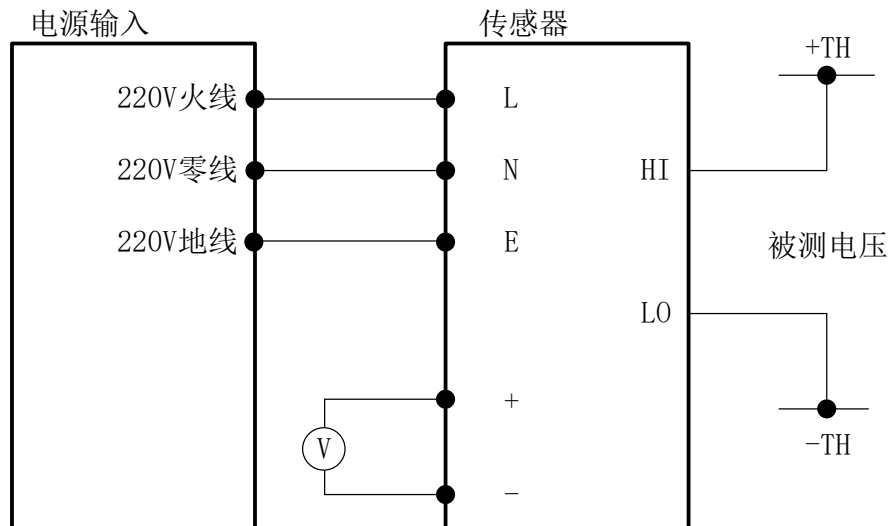 电源输入
传感器
+TH
220V火线
L
220V零线
N
HI
220V地线
E
被测电压
LO
+
V
-TH
-